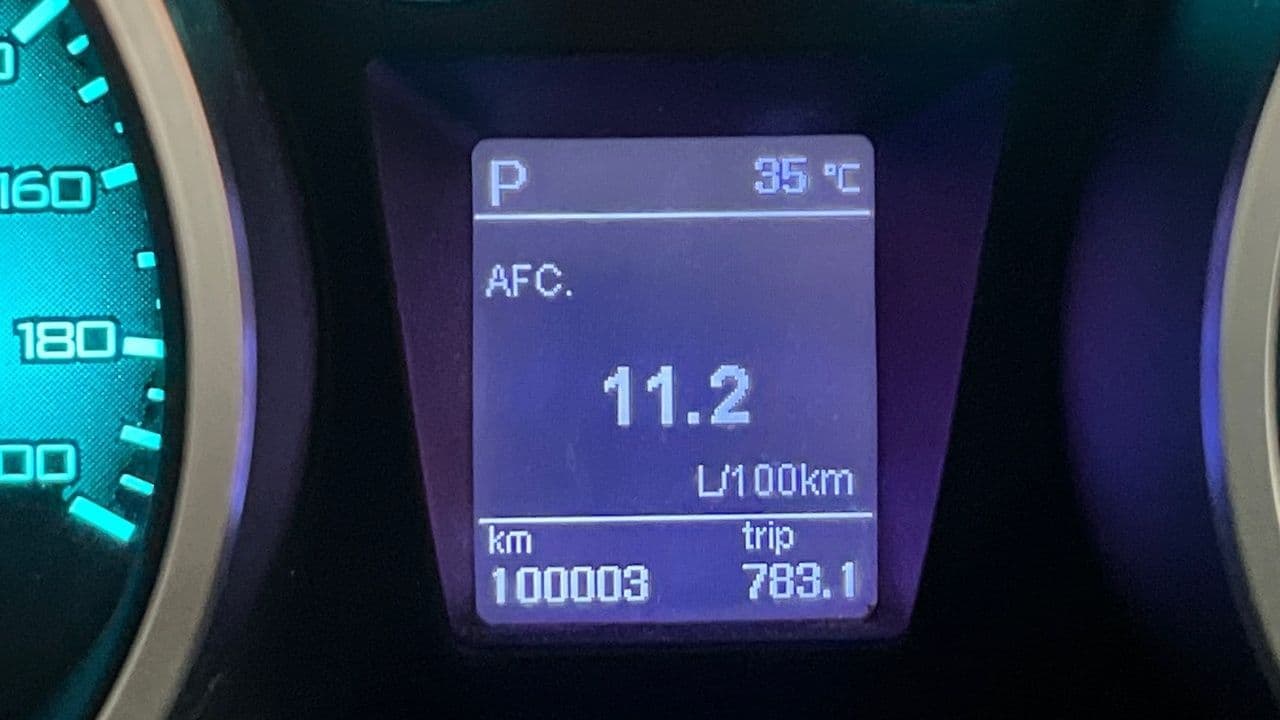 160
180
P 35 °C
AFC.
11.2
L/100km
km trip
100003 783.1